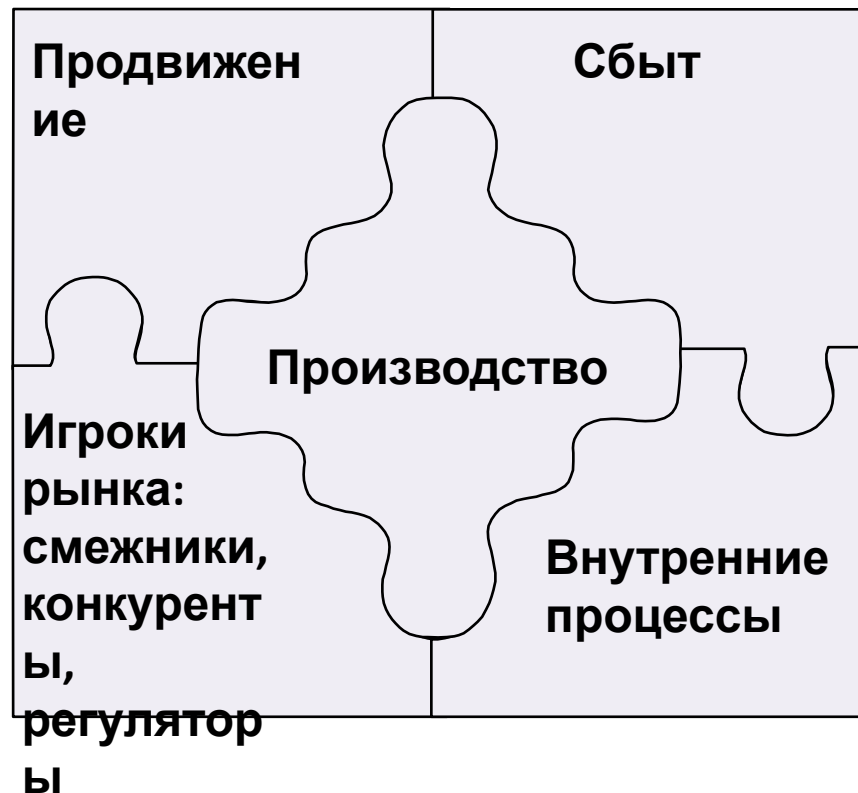 Продвижен
ие
Сбыт
Производство
Игроки
рынка:
смежники,
конкурент
ы,
регулятор
ы
Внутренние
процессы